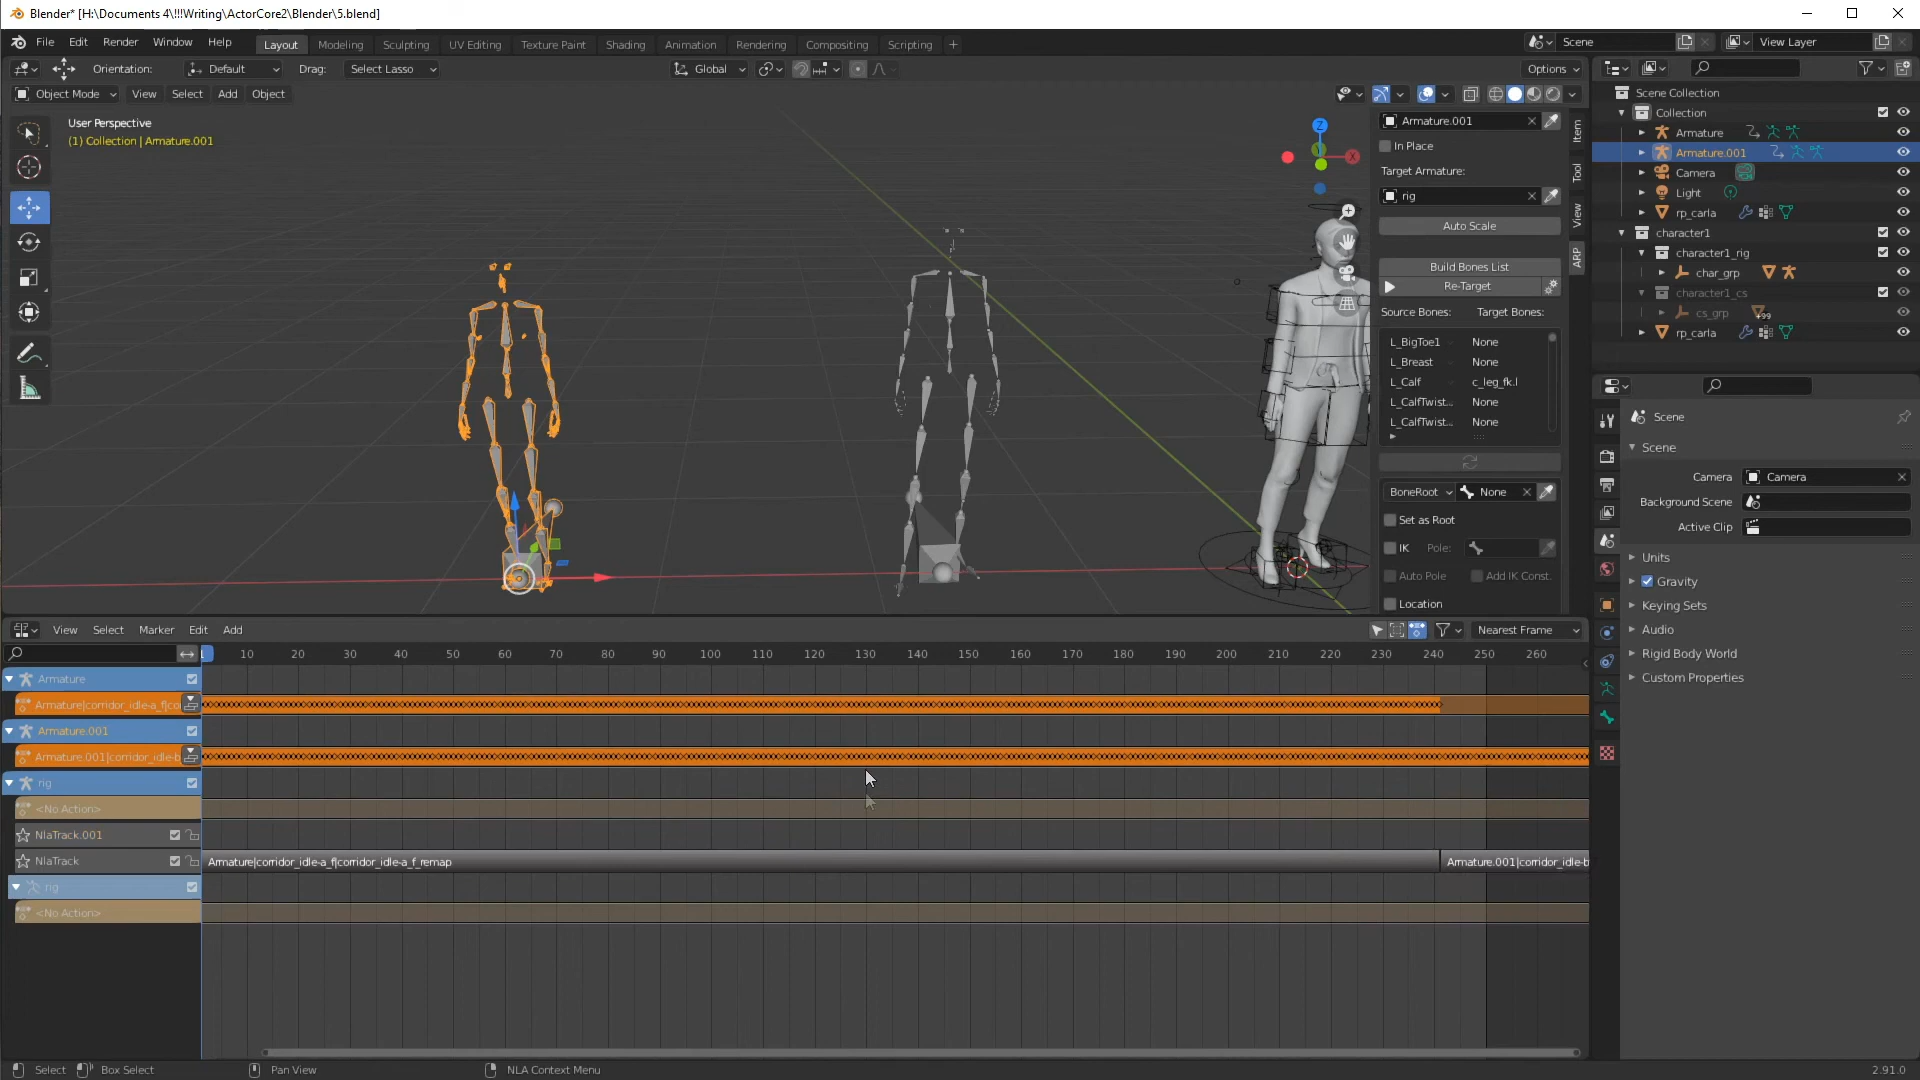 Blender* [H:\Documents 4\!!!Writing\ActorCore2\Blender\5.blend]
File Edit Render Window Help
Layout Modeling Sculpting UV Editing Texture Paint Shading Animation Rendering Compositing Scripting +
Scene
View Layer
Orientation: Default Drag: Select Lasso
Global
Options
Object Mode View Select Add Object
User Perspective
(1) Collection | Armature.001
Z
X
Armature.001
In Place
Target Armature:
rig
Auto Scale
Build Bones List
Re-Target
Source Bones: Target Bones:
L_BigToe1 None
L_Breast None
L_Calf c_leg_fk.l
L_CalfTwist... None
L_CalfTwist... None
BoneRoot None
Set as Root
IK Pole:
Auto Pole Add IK Const.
Location
Item
Tool
View
ARP
Scene Collection
Collection
Armature
Armature.001
Camera
Light
rp_carla
character1
character1_rig
char_grp
character1_cs
cs_grp
+99
rp_carla
Scene
Scene
Camera Camera
Background Scene
Active Clip
Units
Gravity
Keying Sets
Audio
Rigid Body World
Custom Properties
View Select Marker Edit Add
Nearest Frame
1 10 20 30 40 50 60 70 80 90 100 110 120 130 140 150 160 170 180 190 200 210 220 230 240 250 260
Armature
Armature|corridor_idle-a_f|co
Armature.001
Armature.001|corridor_idle-b
rig
<No Action>
NlaTrack.001
NlaTrack
Armature|corridor_idle-a_f|corridor_idle-a_f_remap
Armature.001|corridor_idle-b
rig
<No Action>
Select Box Select Pan View NLA Context Menu
2.91.0